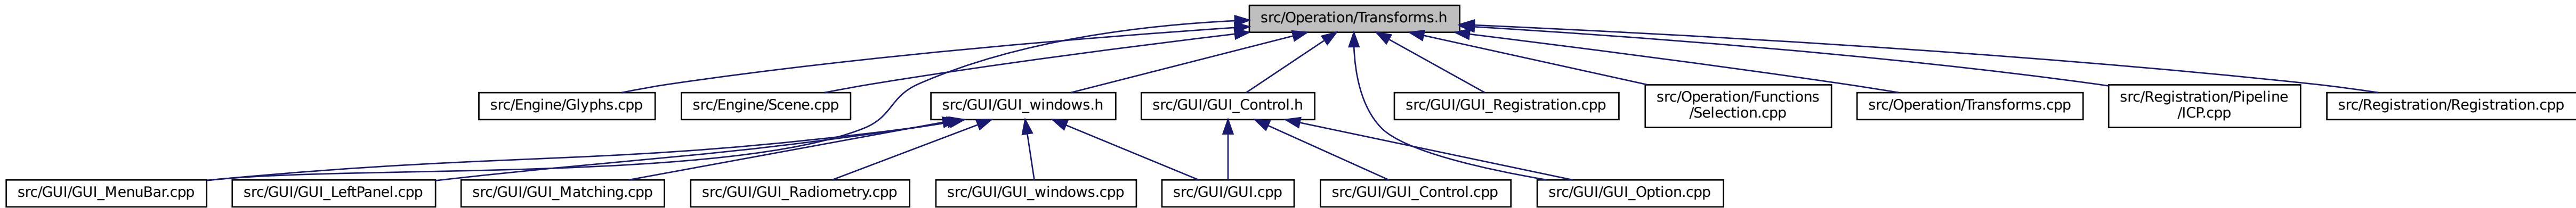 src/Operation/Transforms.h
src/Engine/Glyphs.cpp
src/Engine/Scene.cpp
src/GUI/GUI_windows.h
src/GUI/GUI_Control.h
src/GUI/GUI_Registration.cpp
src/Operation/Functions
/Selection.cpp
src/Operation/Transforms.cpp
src/Registration/Pipeline
/ICP.cpp
src/Registration/Registration.cpp
src/GUI/GUI_MenuBar.cpp
src/GUI/GUI_LeftPanel.cpp
src/GUI/GUI_Matching.cpp
src/GUI/GUI_Radiometry.cpp
src/GUI/GUI_windows.cpp
src/GUI/GUI.cpp
src/GUI/GUI_Control.cpp
src/GUI/GUI_Option.cpp